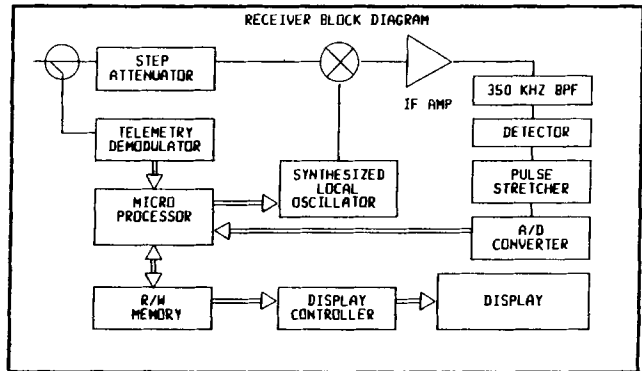 RECEIVER BLOCK DIAGRAM
STEP
ATTENUATOR
IF AMP
350 KHZ BPF
TELEMETRY
DEMODULATOR
DETECTOR
SYNTHESIZED
LOCAL
OSCILLATOR
PULSE
STRETCHER
MICRO
PROCESSOR
A/D
CONVERTER
R/W
MEMORY
DISPLAY
CONTROLLER
DISPLAY